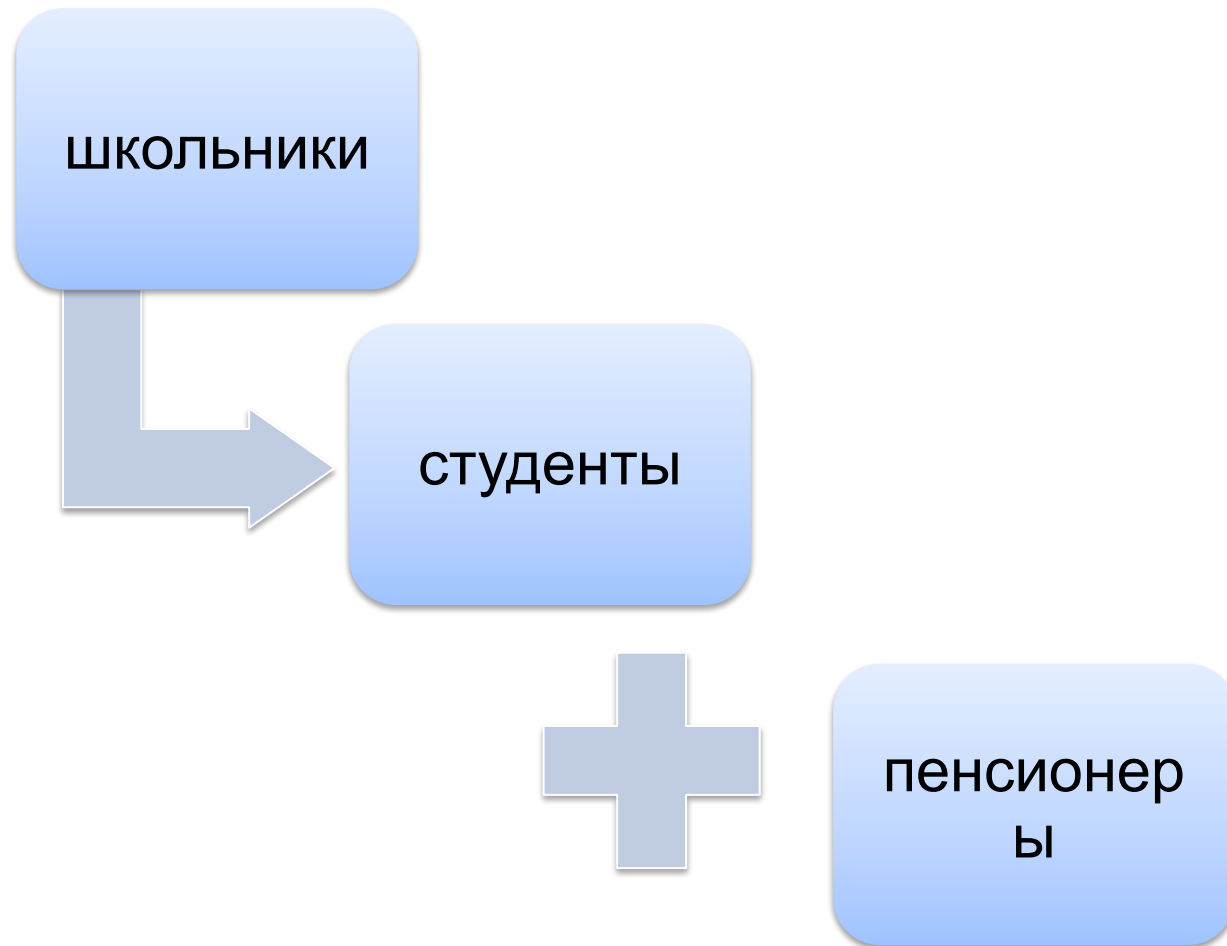 школьники
студенты
пенсионер
ы